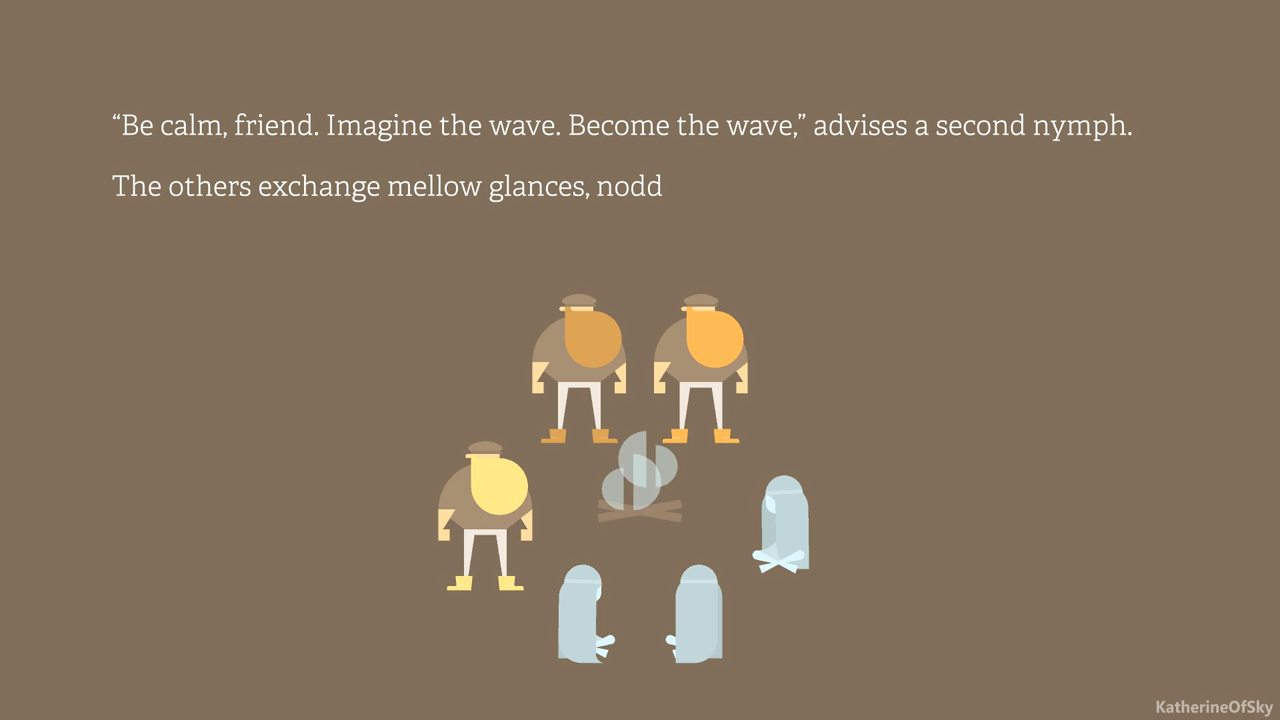 “Be calm, friend. Imagine the wave. Become the wave,” advises a second nymph.
The others exchange mellow glances, nodd
KatherineOfSky